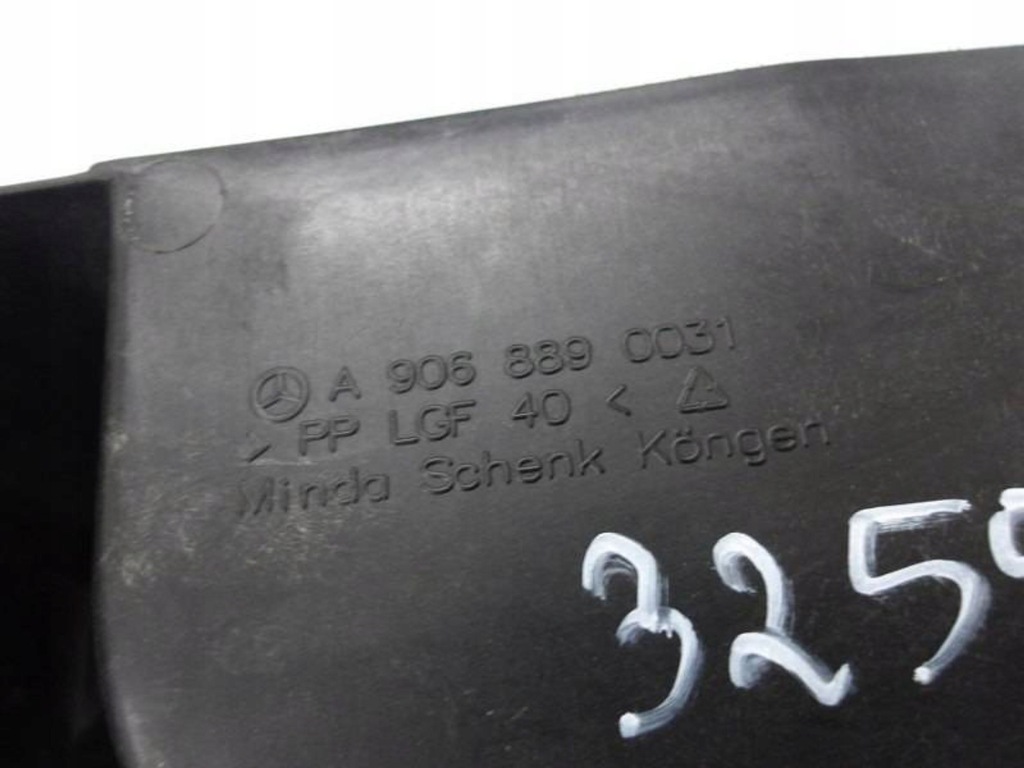 A 906 889 0031
> PP LGF 40 <
Minda Schenk Köngen
325